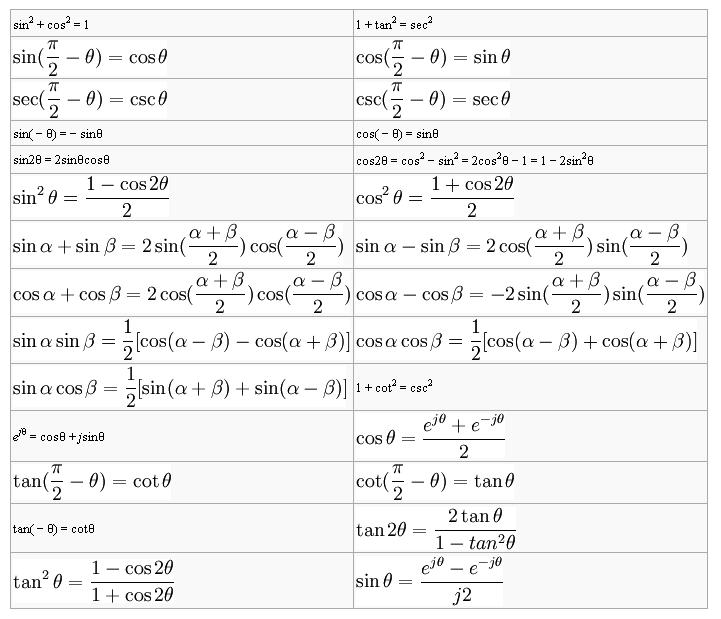 sin² + cos² = 1
1 + tan² = sec²
sin(π/2 − θ) = cos θ
cos(π/2 − θ) = sin θ
sec(π/2 − θ) = csc θ
csc(π/2 − θ) = sec θ
sin( − θ) = − sinθ
cos( − θ) = sinθ
sin2θ = 2sinθcosθ
cos2θ = cos² − sin² = 2cos²θ − 1 = 1 − 2sin²θ
sin² θ = (1 − cos 2θ)/2
cos² θ = (1 + cos 2θ)/2
sin α + sin β = 2 sin((α + β)/2) cos((α − β)/2)
sin α − sin β = 2 cos((α + β)/2) sin((α − β)/2)
cos α + cos β = 2 cos((α + β)/2) cos((α − β)/2)
cos α − cos β = −2 sin((α + β)/2) sin((α − β)/2)
sin α sin β = 1/2[cos(α − β) − cos(α + β)]
cos α cos β = 1/2[cos(α − β) + cos(α + β)]
sin α cos β = 1/2[sin(α + β) + sin(α − β)]
1 + cot² = csc²
e^{jθ} = cosθ + jsinθ
cos θ = (e^{jθ} + e^{−jθ})/2
tan(π/2 − θ) = cot θ
cot(π/2 − θ) = tan θ
tan( − θ) = cotθ
tan 2θ = (2 tan θ)/(1 − tan²θ)
tan² θ = (1 − cos 2θ)/(1 + cos 2θ)
sin θ = (e^{jθ} − e^{−jθ})/(j2)